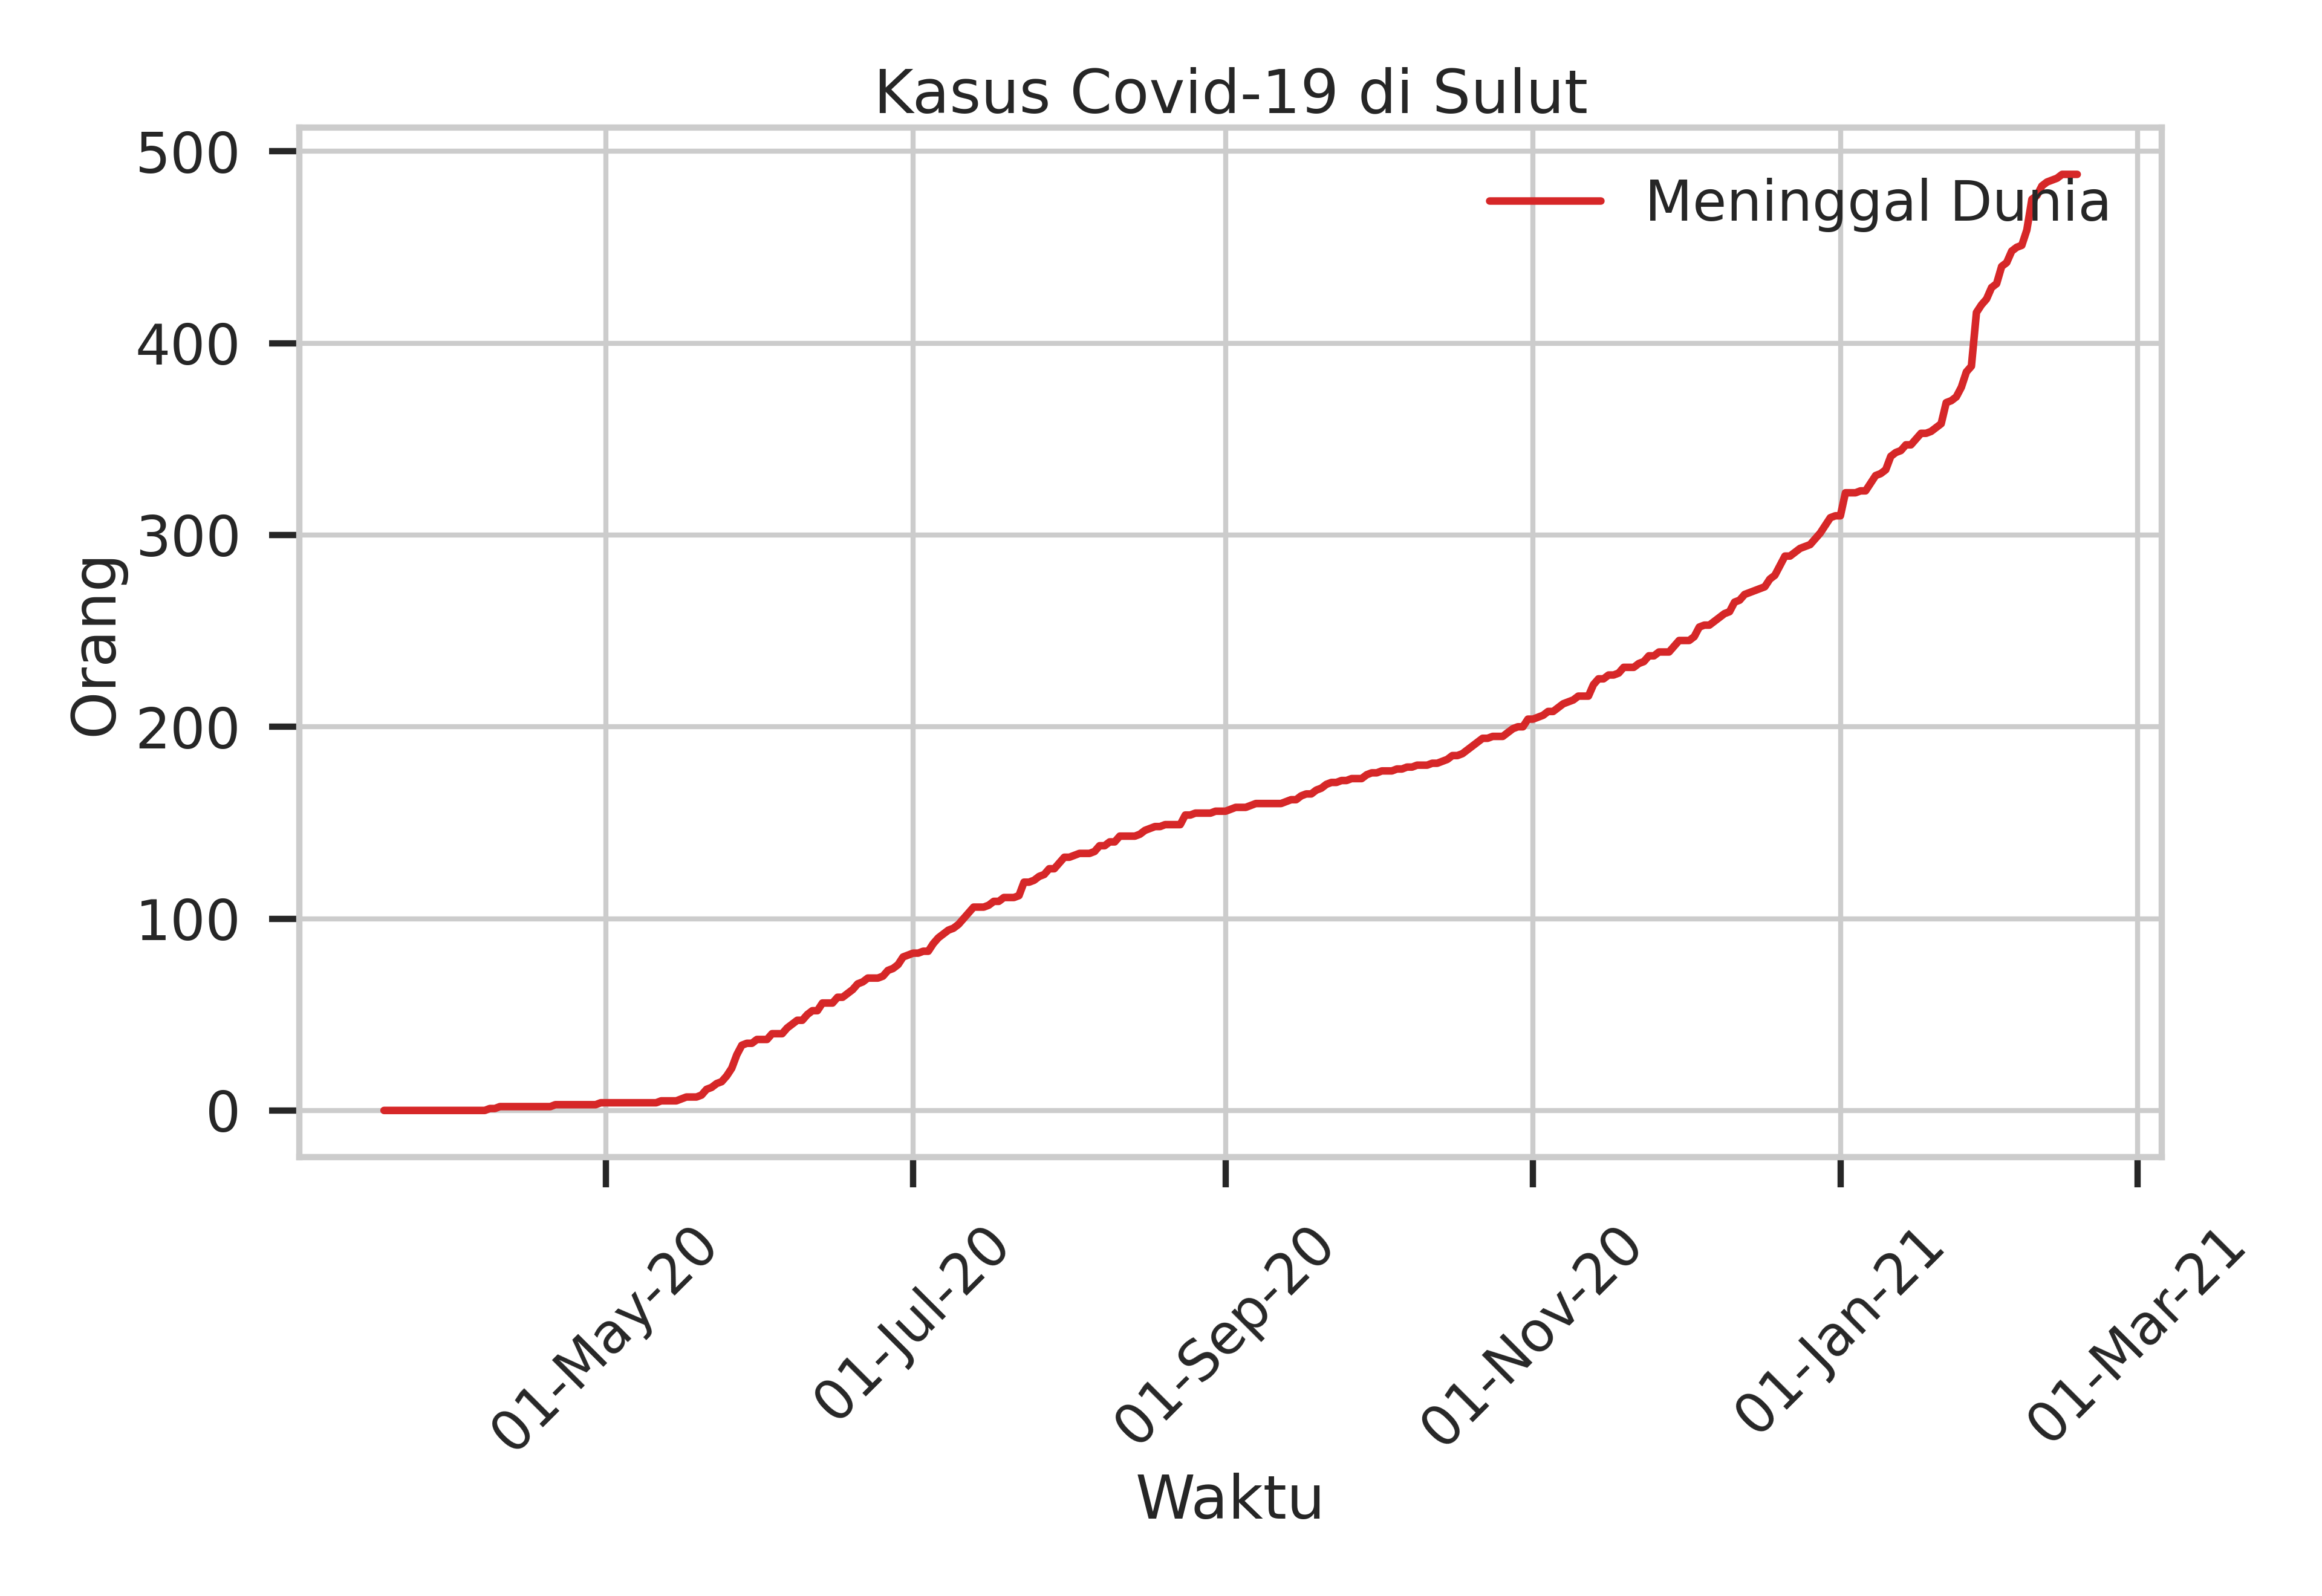 Kasus Covid-19 di Sulut
Meninggal Dunia
Orang
500
400
300
200
100
0
01-May-20
01-Jul-20
01-Sep-20
01-Nov-20
01-Jan-21
01-Mar-21
Waktu